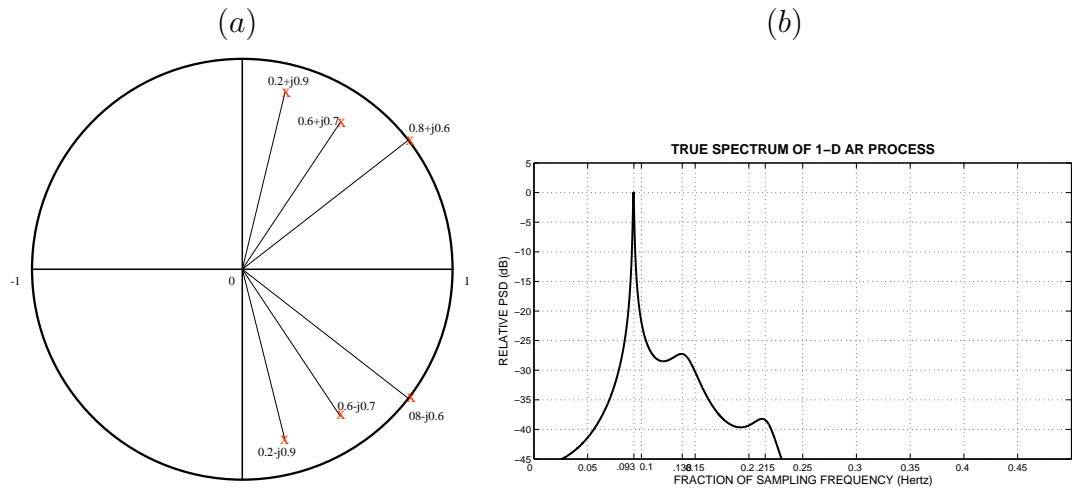 (a)
(b)
0.2+j0.9
0.6+j0.7
0.8+j0.6
-1
0
1
0.6-j0.7
08-j0.6
0.2-j0.9
TRUE SPECTRUM OF 1-D AR PROCESS
RELATIVE PSD (dB)
5
0
-5
-10
-15
-20
-25
-30
-35
-40
-45
0 0.05 .093 0.1 .138 0.15 0.2 .215 0.25 0.3 0.35 0.4 0.45
FRACTION OF SAMPLING FREQUENCY (Hertz)